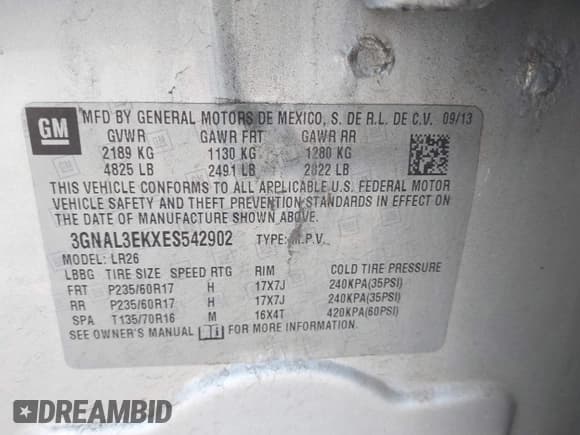 GM
MFD BY GENERAL MOTORS DE MEXICO, S. DE R.L. DE C.V. 09/13
GVWR GAWR FRT GAWR RR
2189 KG 1130 KG 1280 KG
4825 LB 2491 LB 2822 LB
THIS VEHICLE CONFORMS TO ALL APPLICABLE U.S. FEDERAL MOTOR
VEHICLE SAFETY AND THEFT PREVENTION STANDARDS IN EFFECT ON
THE DATE OF MANUFACTURE SHOWN ABOVE.
3GNAL3EKXES542902 TYPE: M.P.V.
MODEL: LR26
LBBG TIRE SIZE SPEED RTG RIM COLD TIRE PRESSURE
FRT P235/60R17 H 17X7J 240KPA(35PSI)
RR P235/60R17 H 17X7J 240KPA(35PSI)
SPA T135/70R16 M 16X4T 420KPA(60PSI)
SEE OWNER'S MANUAL FOR MORE INFORMATION
DREAMBID